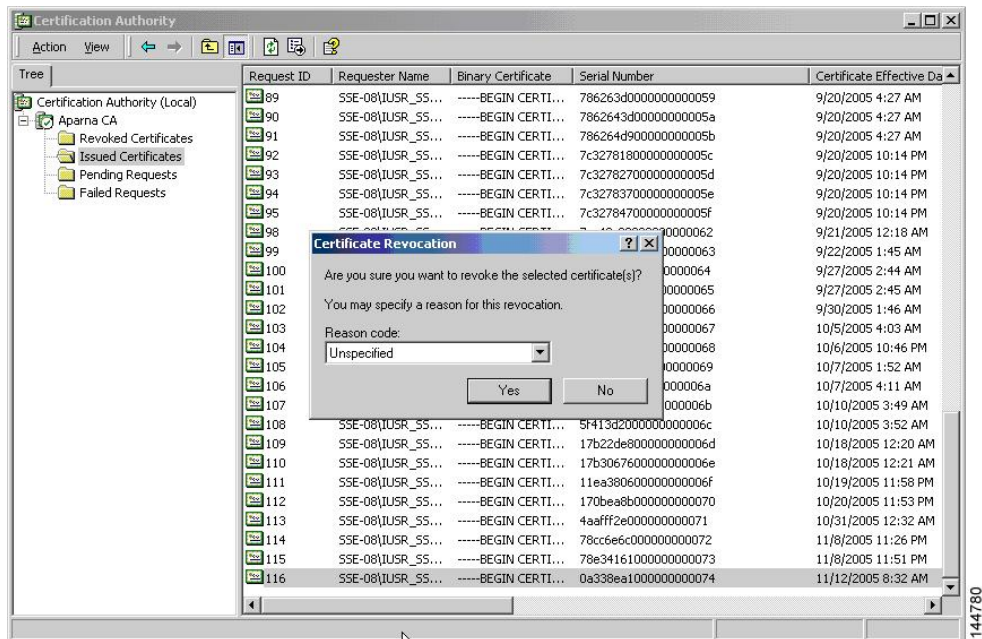 Certification Authority
Action View
Tree
Request ID Requester Name Binary Certificate Serial Number Certificate Effective Da
Certification Authority (Local)
Aparna CA
Revoked Certificates
Issued Certificates
Pending Requests
Failed Requests
89 SSE-08\IUSR_SS... -----BEGIN CERTI... 786263d0000000000059 9/20/2005 4:27 AM
90 SSE-08\IUSR_SS... -----BEGIN CERTI... 7862643d00000000005a 9/20/2005 4:27 AM
91 SSE-08\IUSR_SS... -----BEGIN CERTI... 786264d900000000005b 9/20/2005 4:27 AM
92 SSE-08\IUSR_SS... -----BEGIN CERTI... 7c32781800000000005c 9/20/2005 10:14 PM
93 SSE-08\IUSR_SS... -----BEGIN CERTI... 7c32782700000000005d 9/20/2005 10:14 PM
94 SSE-08\IUSR_SS... -----BEGIN CERTI... 7c32783700000000005e 9/20/2005 10:14 PM
95 SSE-08\IUSR_SS... -----BEGIN CERTI... 7c32784700000000005f 9/20/2005 10:14 PM
98 0000062 9/21/2005 12:18 AM
99 0000063 9/22/2005 1:45 AM
100 0000064 9/27/2005 2:44 AM
101 0000065 9/27/2005 2:45 AM
102 0000066 9/30/2005 1:46 AM
103 0000067 10/5/2005 4:03 AM
104 0000068 10/6/2005 10:46 PM
105 0000069 10/7/2005 1:52 AM
106 000006a 10/7/2005 4:11 AM
107 000006b 10/10/2005 3:49 AM
Certificate Revocation
Are you sure you want to revoke the selected certificate(s)?
You may specify a reason for this revocation.
Reason code:
Unspecified
Yes No
108 SSE-08\IUSR_SS... -----BEGIN CERTI... 5f413d2000000000006c 10/10/2005 3:52 AM
109 SSE-08\IUSR_SS... -----BEGIN CERTI... 17b22de800000000006d 10/18/2005 12:20 AM
110 SSE-08\IUSR_SS... -----BEGIN CERTI... 17b3067600000000006e 10/18/2005 12:21 AM
111 SSE-08\IUSR_SS... -----BEGIN CERTI... 11ea380600000000006f 10/19/2005 11:58 PM
112 SSE-08\IUSR_SS... -----BEGIN CERTI... 170bea8b000000000070 10/20/2005 11:53 PM
113 SSE-08\IUSR_SS... -----BEGIN CERTI... 4aafff2e000000000071 10/31/2005 12:32 AM
114 SSE-08\IUSR_SS... -----BEGIN CERTI... 78cc6e6c000000000072 11/8/2005 11:26 PM
115 SSE-08\IUSR_SS... -----BEGIN CERTI... 78e34161000000000073 11/8/2005 11:51 PM
116 SSE-08\IUSR_SS... -----BEGIN CERTI... 0a338ea1000000000074 11/12/2005 8:32 AM
144780